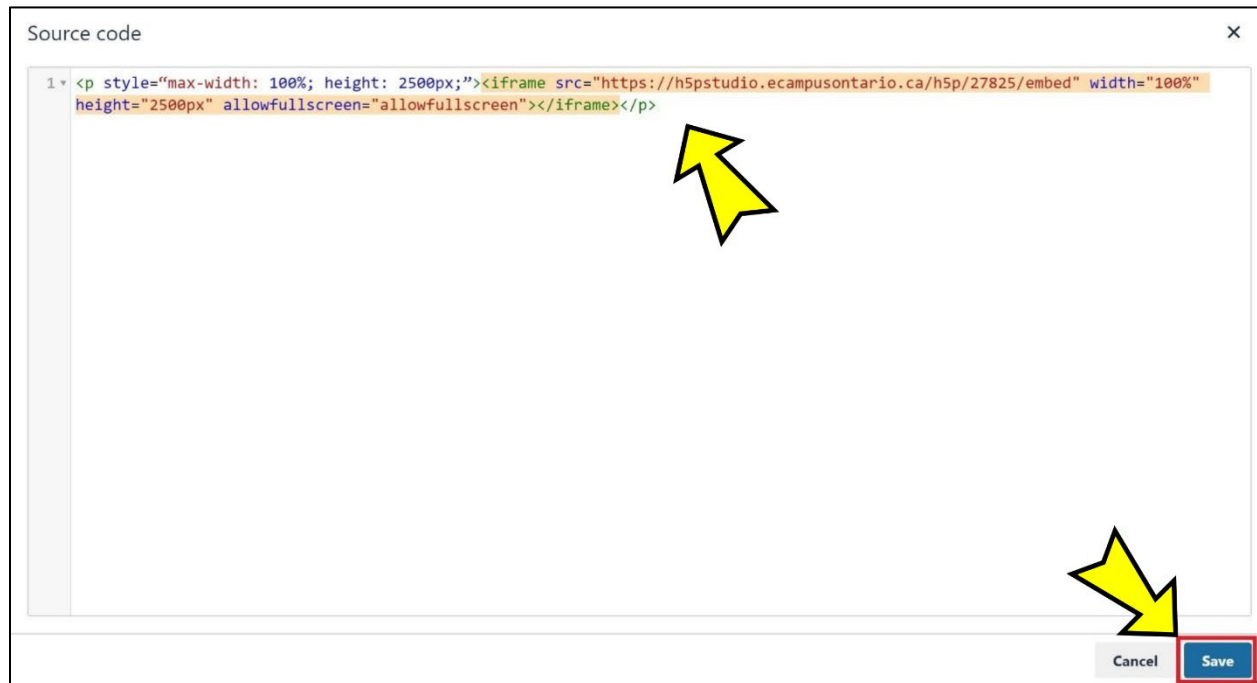 Source code
1 <p style=“max-width: 100%; height: 2500px;”><iframe src="https://h5pstudio.ecampusontario.ca/h5p/27825/embed" width="100%"
height="2500px" allowfullscreen="allowfullscreen"></iframe></p>
Cancel Save